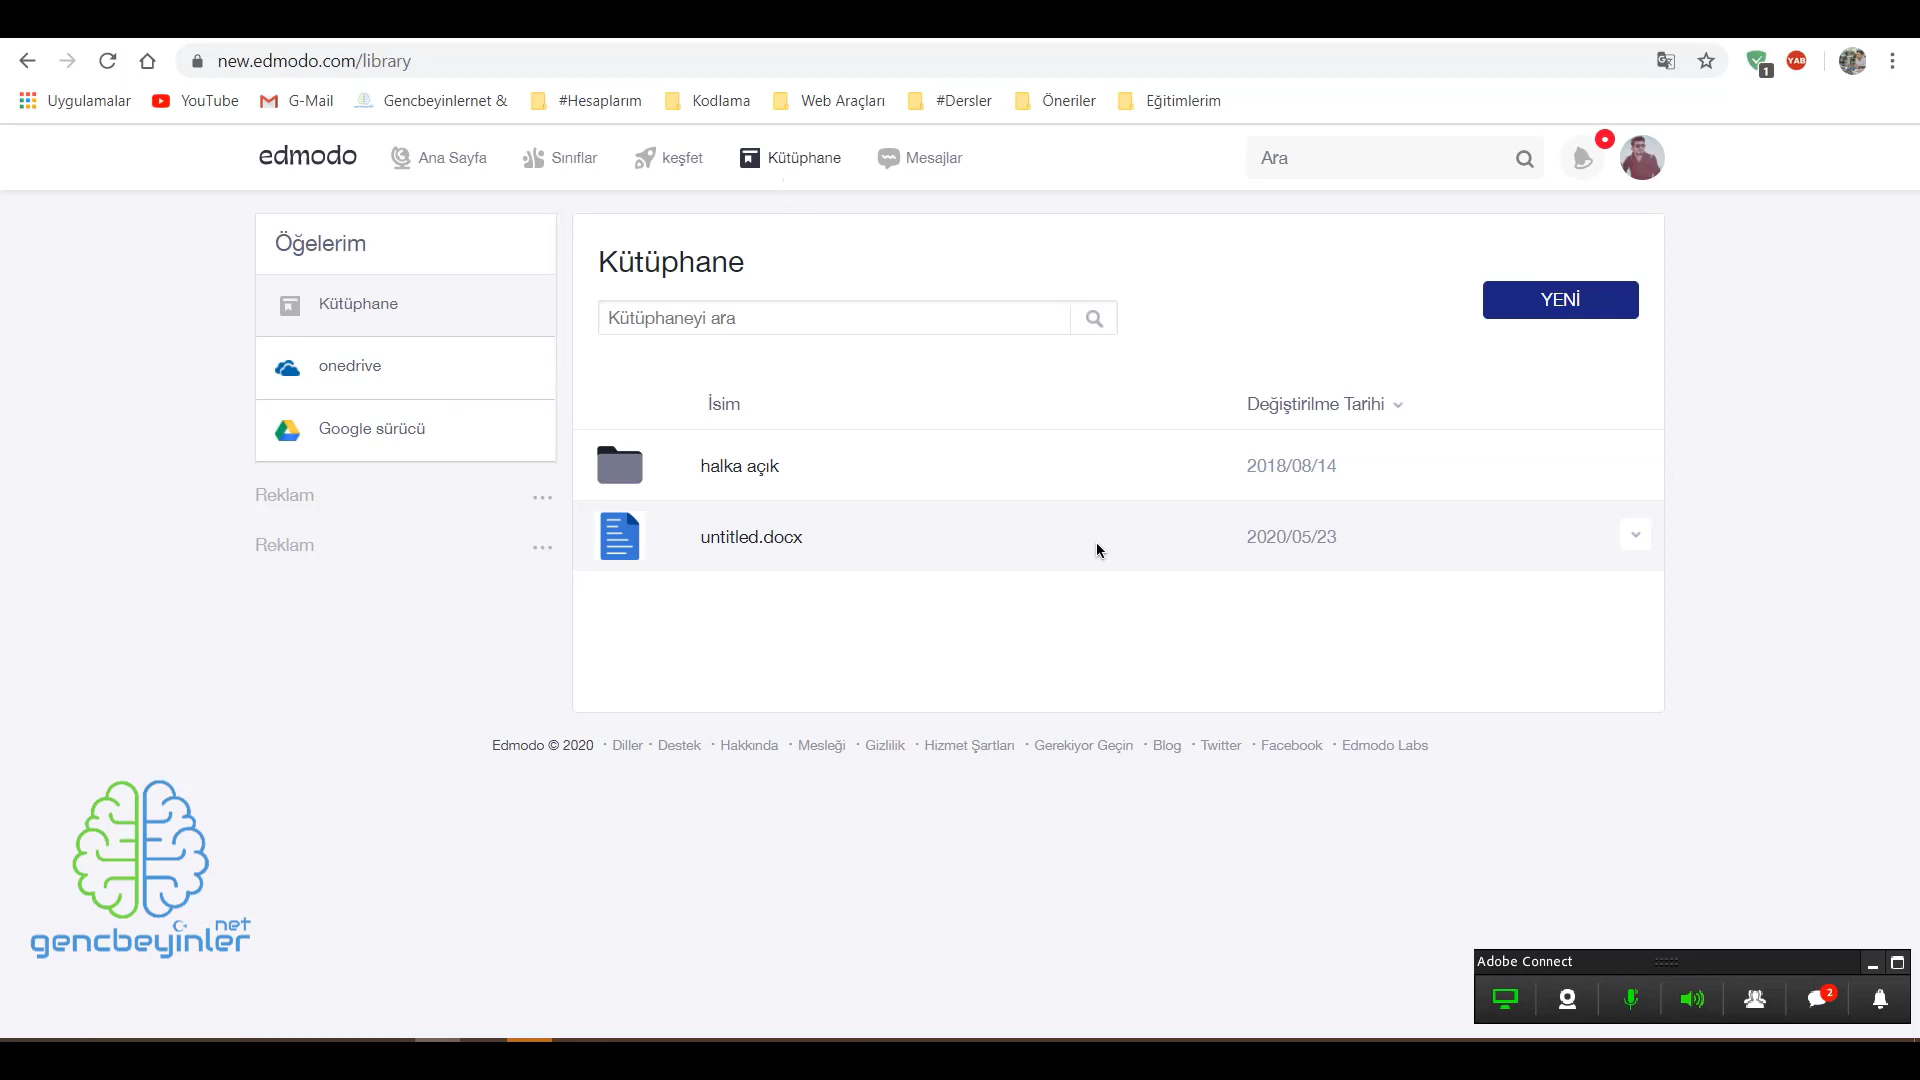 new.edmodo.com/library
1
YAB
Uygulamalar YouTube G-Mail Gencbeyinlernet & #Hesaplarım Kodlama Web Araçları #Dersler Öneriler Eğitimlerim
edmodo Ana Sayfa Sınıflar keşfet Kütüphane Mesajlar Ara
Öğelerim
Kütüphane
onedrive
Google sürücü
Reklam
Reklam
Kütüphane
YENİ
Kütüphaneyi ara
İsim Değiştirilme Tarihi
halka açık 2018/08/14
untitled.docx 2020/05/23
Edmodo © 2020 · Diller · Destek · Hakkında · Mesleği · Gizlilik · Hizmet Şartları · Gerekiyor Geçin · Blog · Twitter · Facebook · Edmodo Labs
net
gencbeyinler
Adobe Connect
2